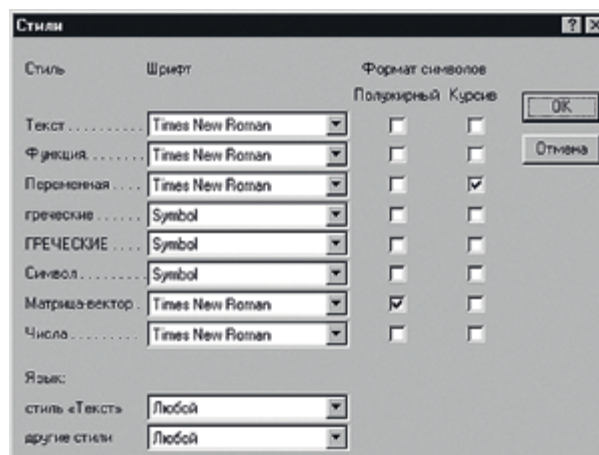 Стили
Стиль Шрифт Формат символов
Полужирный Курсив
OK
Текст . . . . . . . . . . Times New Roman
Отмена
Функция. . . . . . . . Times New Roman
Переменная . . . . Times New Roman
греческие . . . . . . Symbol
ГРЕЧЕСКИЕ . . . . Symbol
Символ . . . . . . . . . Symbol
Матрица-вектор . Times New Roman
Числа . . . . . . . . . Times New Roman
Язык:
стиль «Текст» Любой
другие стили Любой